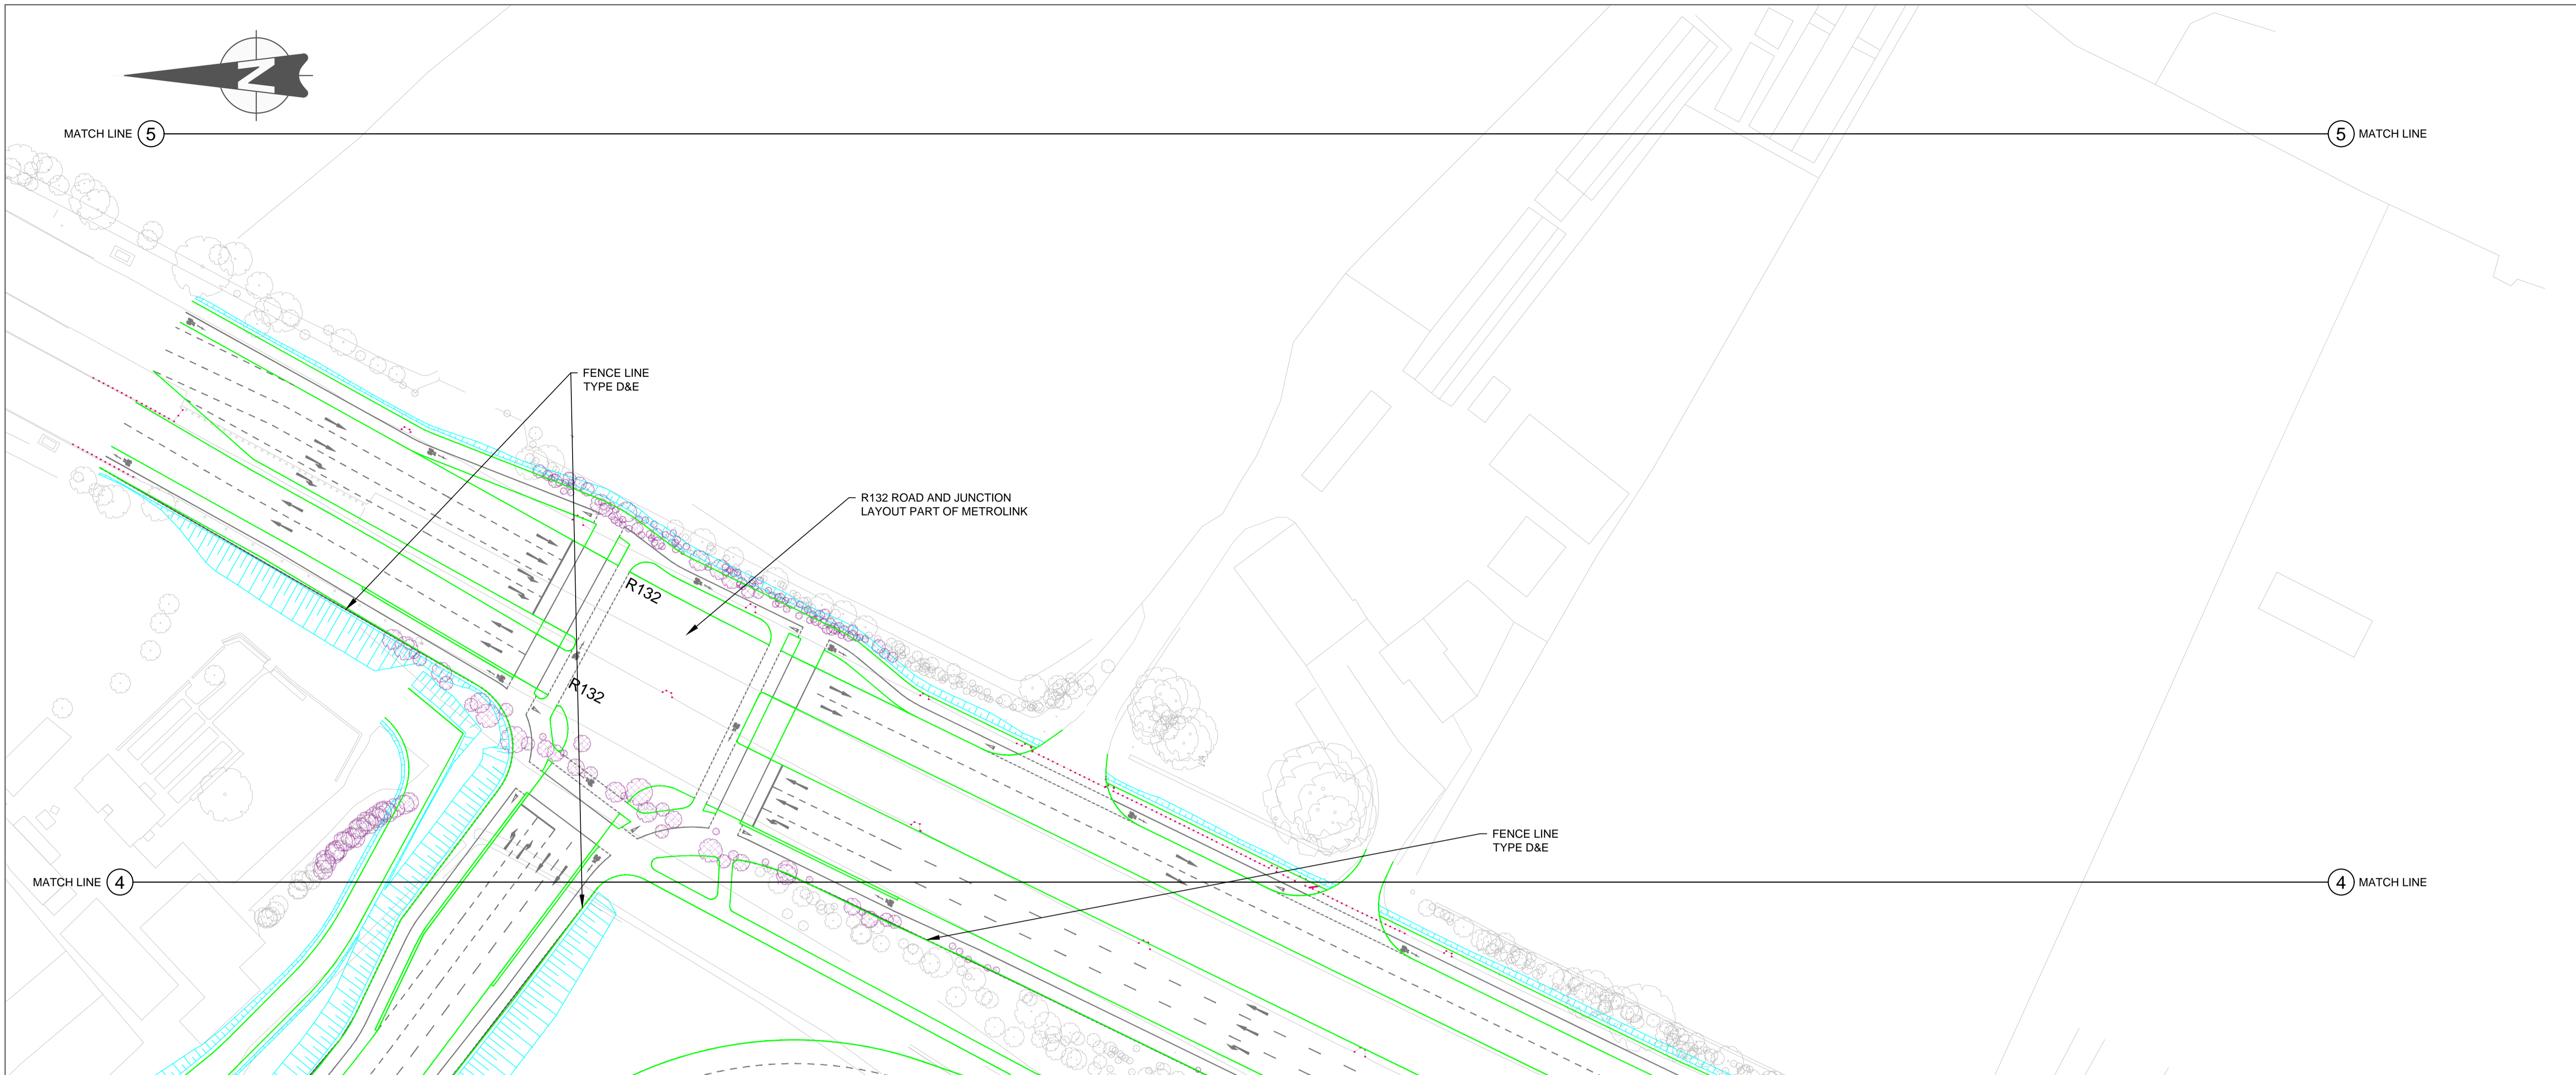 N
MATCH LINE 5
5 MATCH LINE
FENCE LINE
TYPE D&E
R132 ROAD AND JUNCTION
LAYOUT PART OF METROLINK
R132
R132
FENCE LINE
TYPE D&E
MATCH LINE 4
4 MATCH LINE